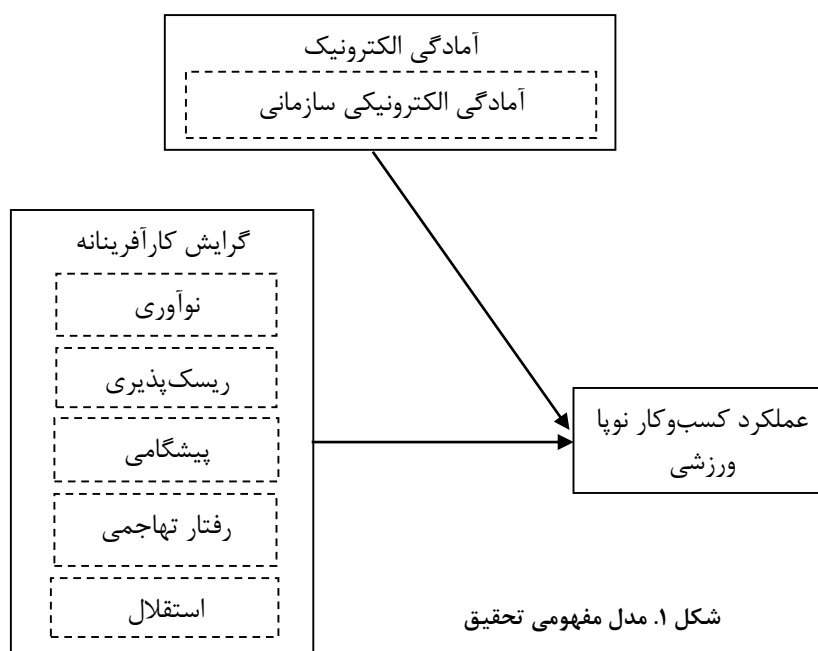 آمادگی الکترونیک
آمادگی الکترونیکی سازمانی
گرایش کارآفرینانه
نوآوری
ریسک‌پذیری
پیشگامی
رفتار تهاجمی
استقلال
عملکرد کسب‌وکار نوپا
ورزشی
شکل ۱. مدل مفهومی تحقیق